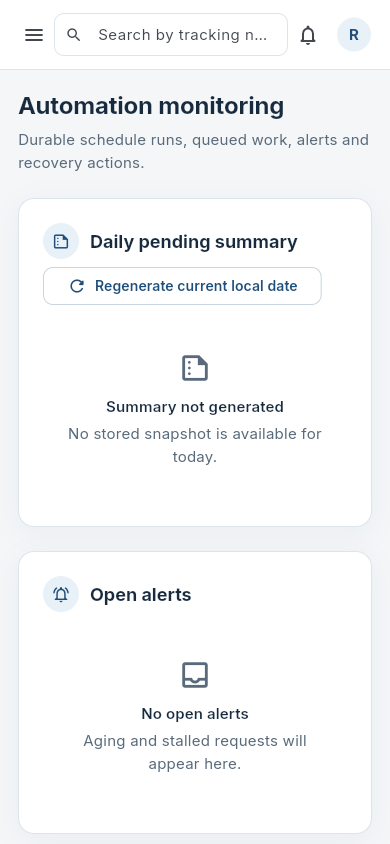 Search by tracking n...
R
Automation monitoring
Durable schedule runs, queued work, alerts and
recovery actions.
Daily pending summary
Regenerate current local date
Summary not generated
No stored snapshot is available for
today.
Open alerts
No open alerts
Aging and stalled requests will
appear here.